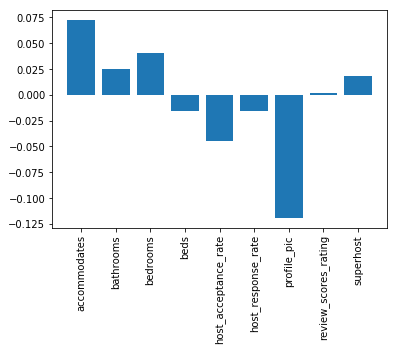 0.075
0.050
0.025
0.000
−0.025
−0.050
−0.075
−0.100
−0.125
accommodates
bathrooms
bedrooms
beds
host_acceptance_rate
host_response_rate
profile_pic
review_scores_rating
superhost